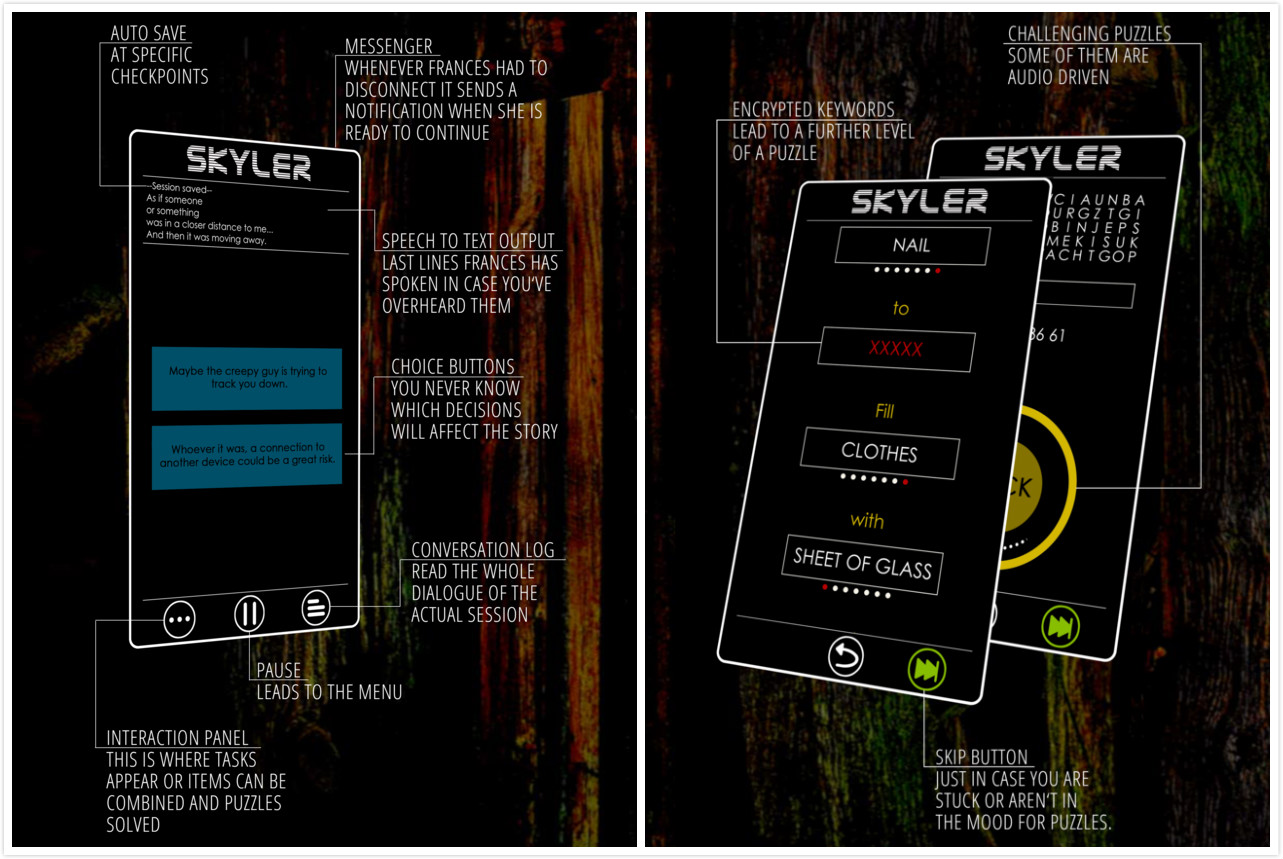 AUTO SAVE
AT SPECIFIC
CHECKPOINTS
MESSENGER
WHENEVER FRANCES HAD TO
DISCONNECT IT SENDS A
NOTIFICATION WHEN SHE IS
READY TO CONTINUE
SKYLER
--Session saved--
As if someone
or something
was in a closer distance to me...
And then it was moving away.
SPEECH TO TEXT OUTPUT
LAST LINES FRANCES HAS
SPOKEN IN CASE YOU'VE
OVERHEARD THEM
Maybe the creepy guy is trying to
track you down.
Whoever it was, a connection to
another device could be a great risk.
CHOICE BUTTONS
YOU NEVER KNOW
WHICH DECISIONS
WILL AFFECT THE STORY
CONVERSATION LOG
READ THE WHOLE
DIALOGUE OF THE
ACTUAL SESSION
PAUSE
LEADS TO THE MENU
INTERACTION PANEL
THIS IS WHERE TASKS
APPEAR OR ITEMS CAN BE
COMBINED AND PUZZLES
SOLVED
CHALLENGING PUZZLES
SOME OF THEM ARE
AUDIO DRIVEN
ENCRYPTED KEYWORDS
LEAD TO A FURTHER LEVEL
OF A PUZZLE
SKYLER
NAIL
to
XXXXX
Fill
CLOTHES
with
SHEET OF GLASS
SKYLER
CIAUNBA
URGZTGI
BINJEPS
MEKISUK
ACHTGOP
36 61
CK
SKIP BUTTON
JUST IN CASE YOU ARE
STUCK OR AREN'T IN
THE MOOD FOR PUZZLES.